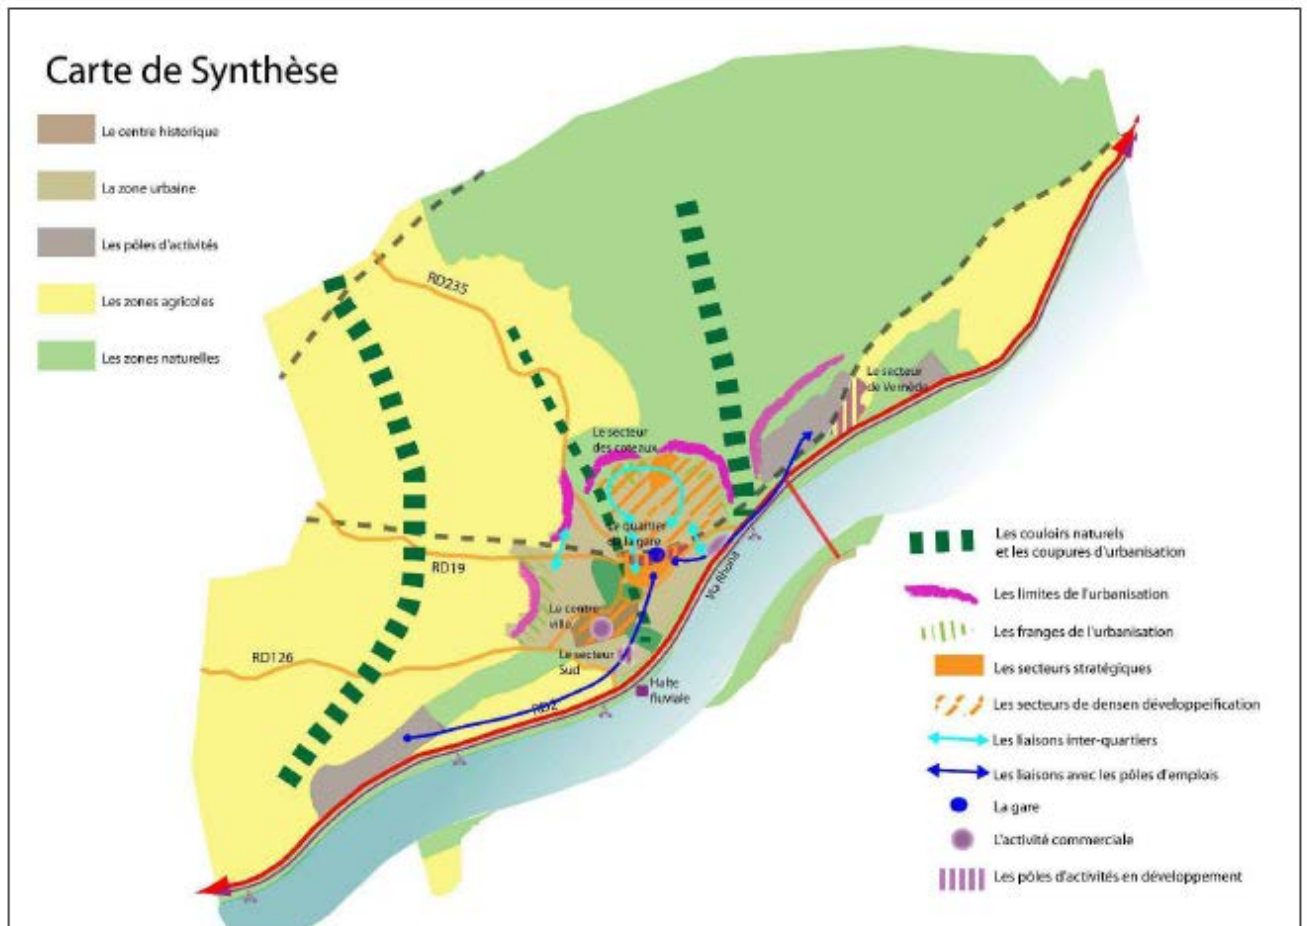 Carte de Synthèse
Le centre historique
La zone urbaine
Les pôles d'activités
Les zones agricoles
Les zones naturelles
RD235
Le secteur
de Vernède
Le secteur
des coteaux
Le quartier
de la gare
RD19
Via Rhona
Le centre
ville
RD126
Le secteur
Sud
Halte
fluviale
RD2
Les couloirs naturels
et les coupures d'urbanisation
Les limites de l'urbanisation
Les franges de l'urbanisation
Les secteurs stratégiques
Les secteurs de densen développeification
Les liaisons inter-quartiers
Les liaisons avec les pôles d'emplois
La gare
L'activité commerciale
Les pôles d'activités en développement